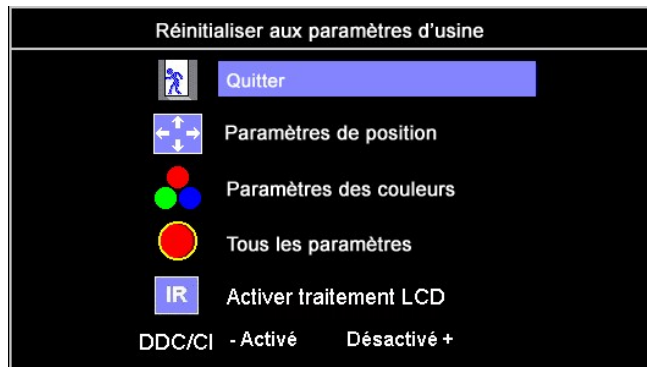 Réinitialiser aux paramètres d'usine
Quitter
Paramètres de position
Paramètres des couleurs
Tous les paramètres
IR Activer traitement LCD
DDC/CI - Activé Désactivé +